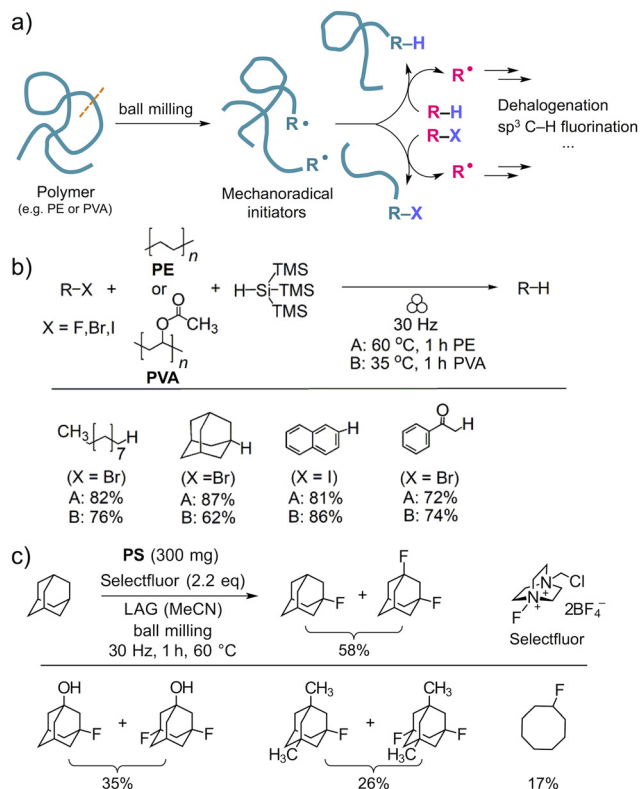 a)
R–H
R•
ball milling
R–H
Dehalogenation
R•
R–X
sp³ C–H fluorination
...
R•
R•
Polymer
(e.g. PE or PVA)
Mechanoradical
initiators
R–X
b)
n
PE
TMS
R–X + or + H–Si TMS R–H
TMS
O
X = F,Br,I
O CH₃
30 Hz
A: 60 °C, 1 h PE
n
B: 35 °C, 1 h PVA
PVA
CH₃ H
7
H
H
O
H
(X = Br) (X =Br) (X = I) (X = Br)
A: 82% A: 87% A: 81% A: 72%
B: 76% B: 62% B: 86% B: 74%
c)
PS (300 mg)
Selectfluor (2.2 eq)
LAG (MeCN)
ball milling
30 Hz, 1 h, 60 °C
F + F F
58%
N + Cl
F N +
2BF₄⁻
Selectfluor
OH OH CH₃ CH₃ F
F + F F F + F F
H₃C H₃C
35% 26% 17%